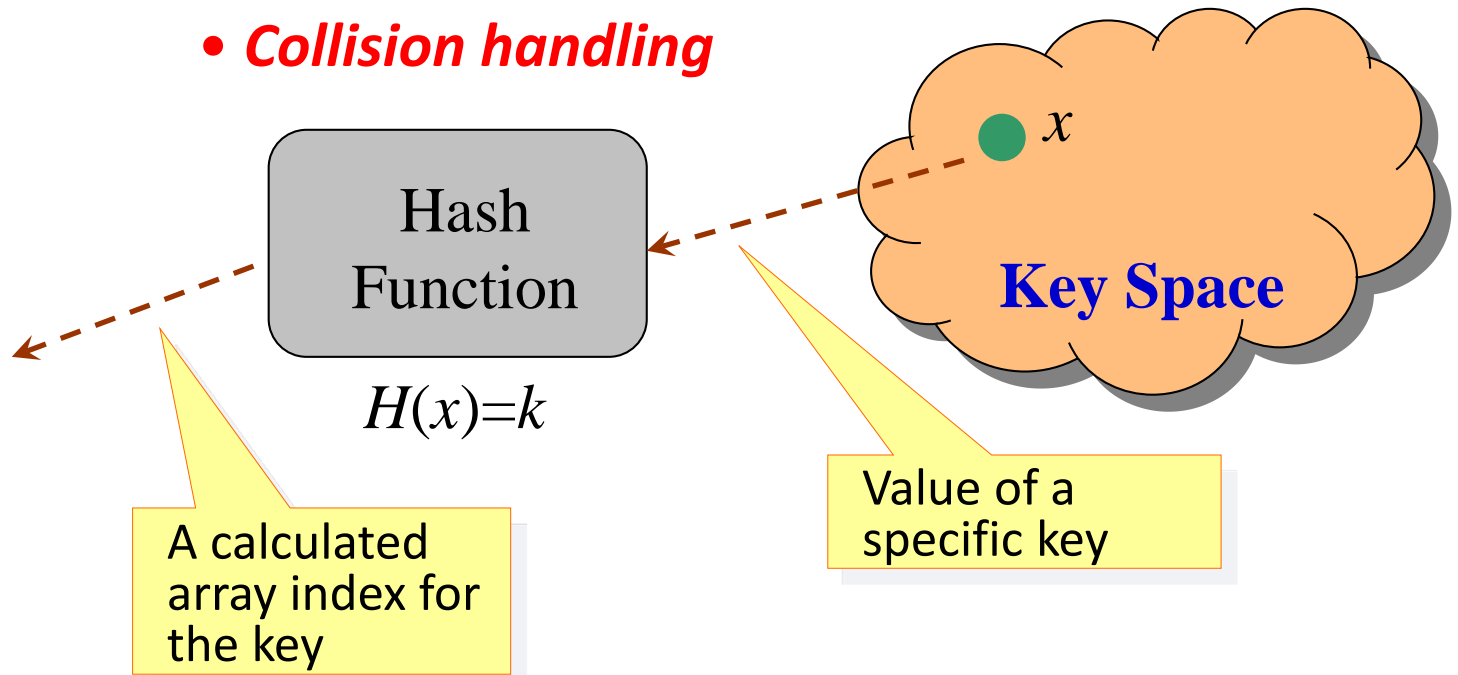 • Collision handling
x
Hash
Function
Key Space
H(x)=k
Value of a
specific key
A calculated
array index for
the key